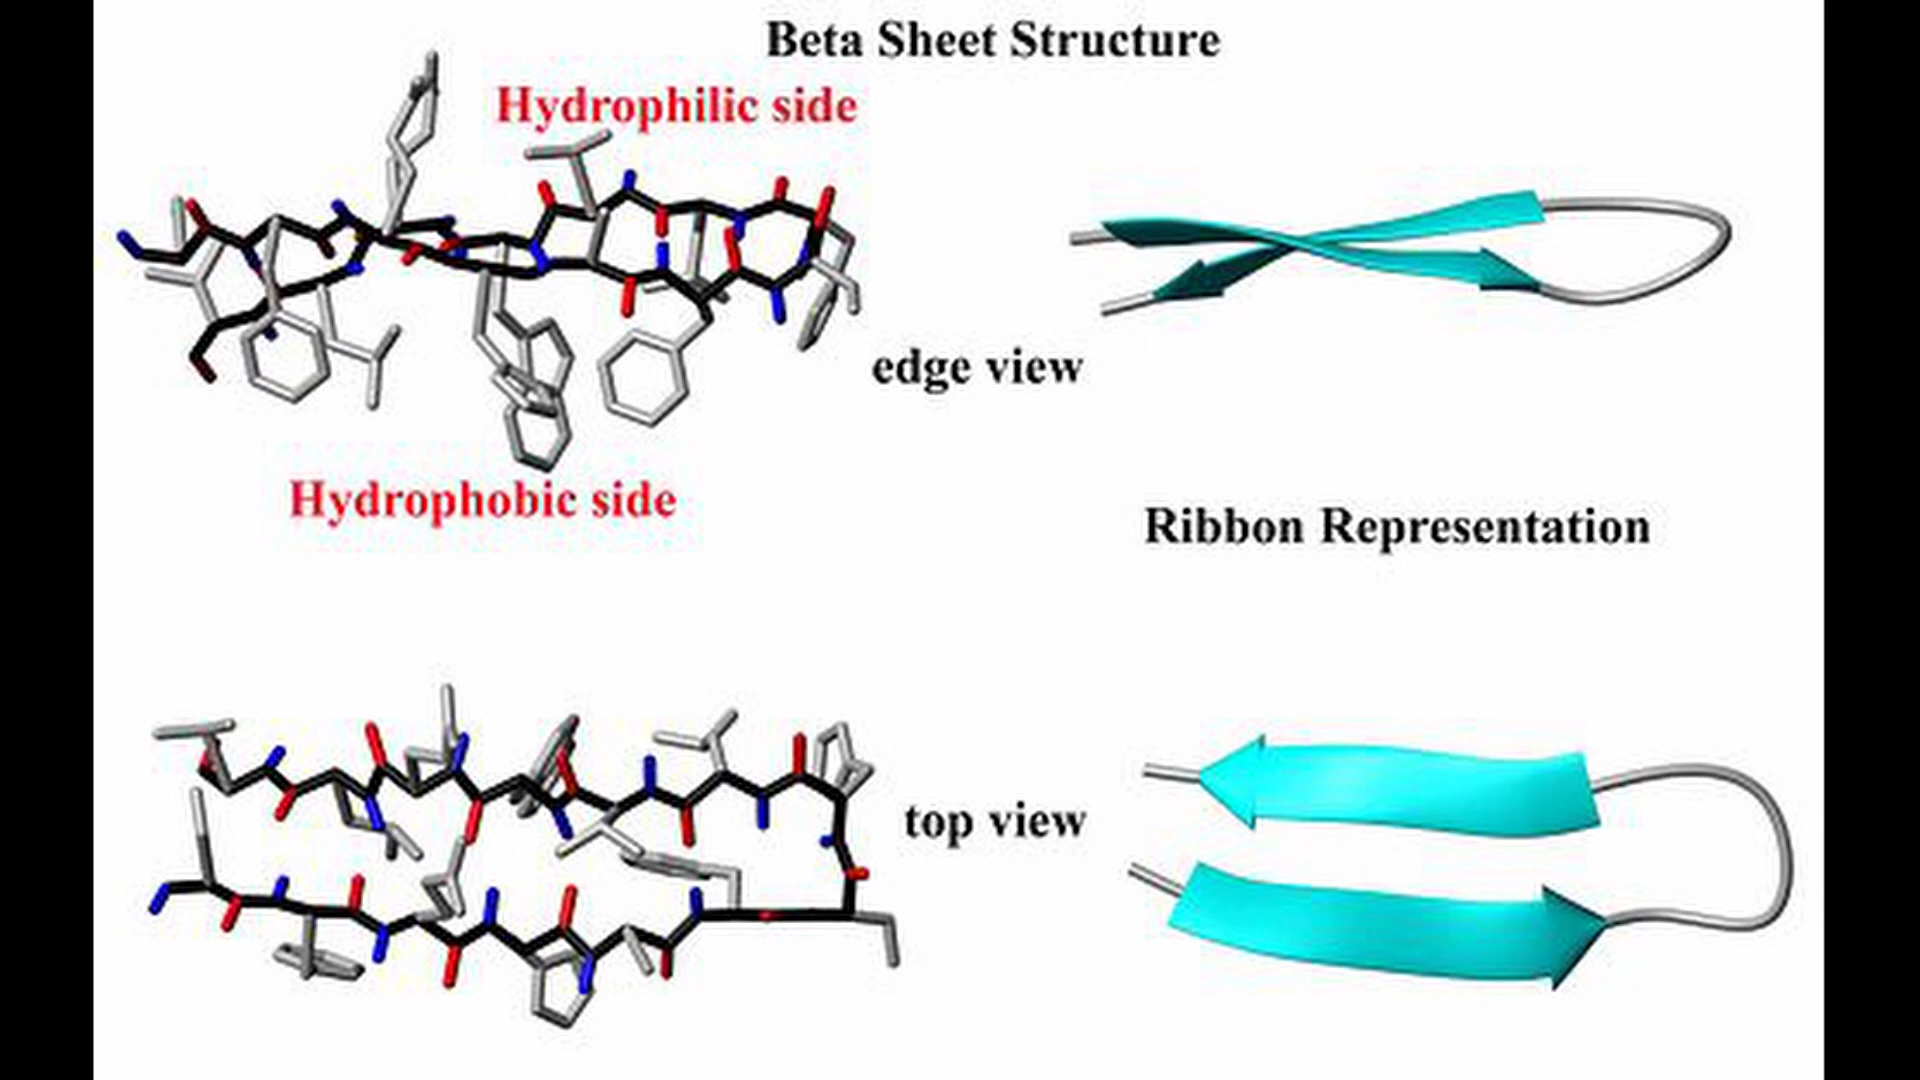 Beta Sheet Structure
Hydrophilic side
edge view
Hydrophobic side
Ribbon Representation
top view